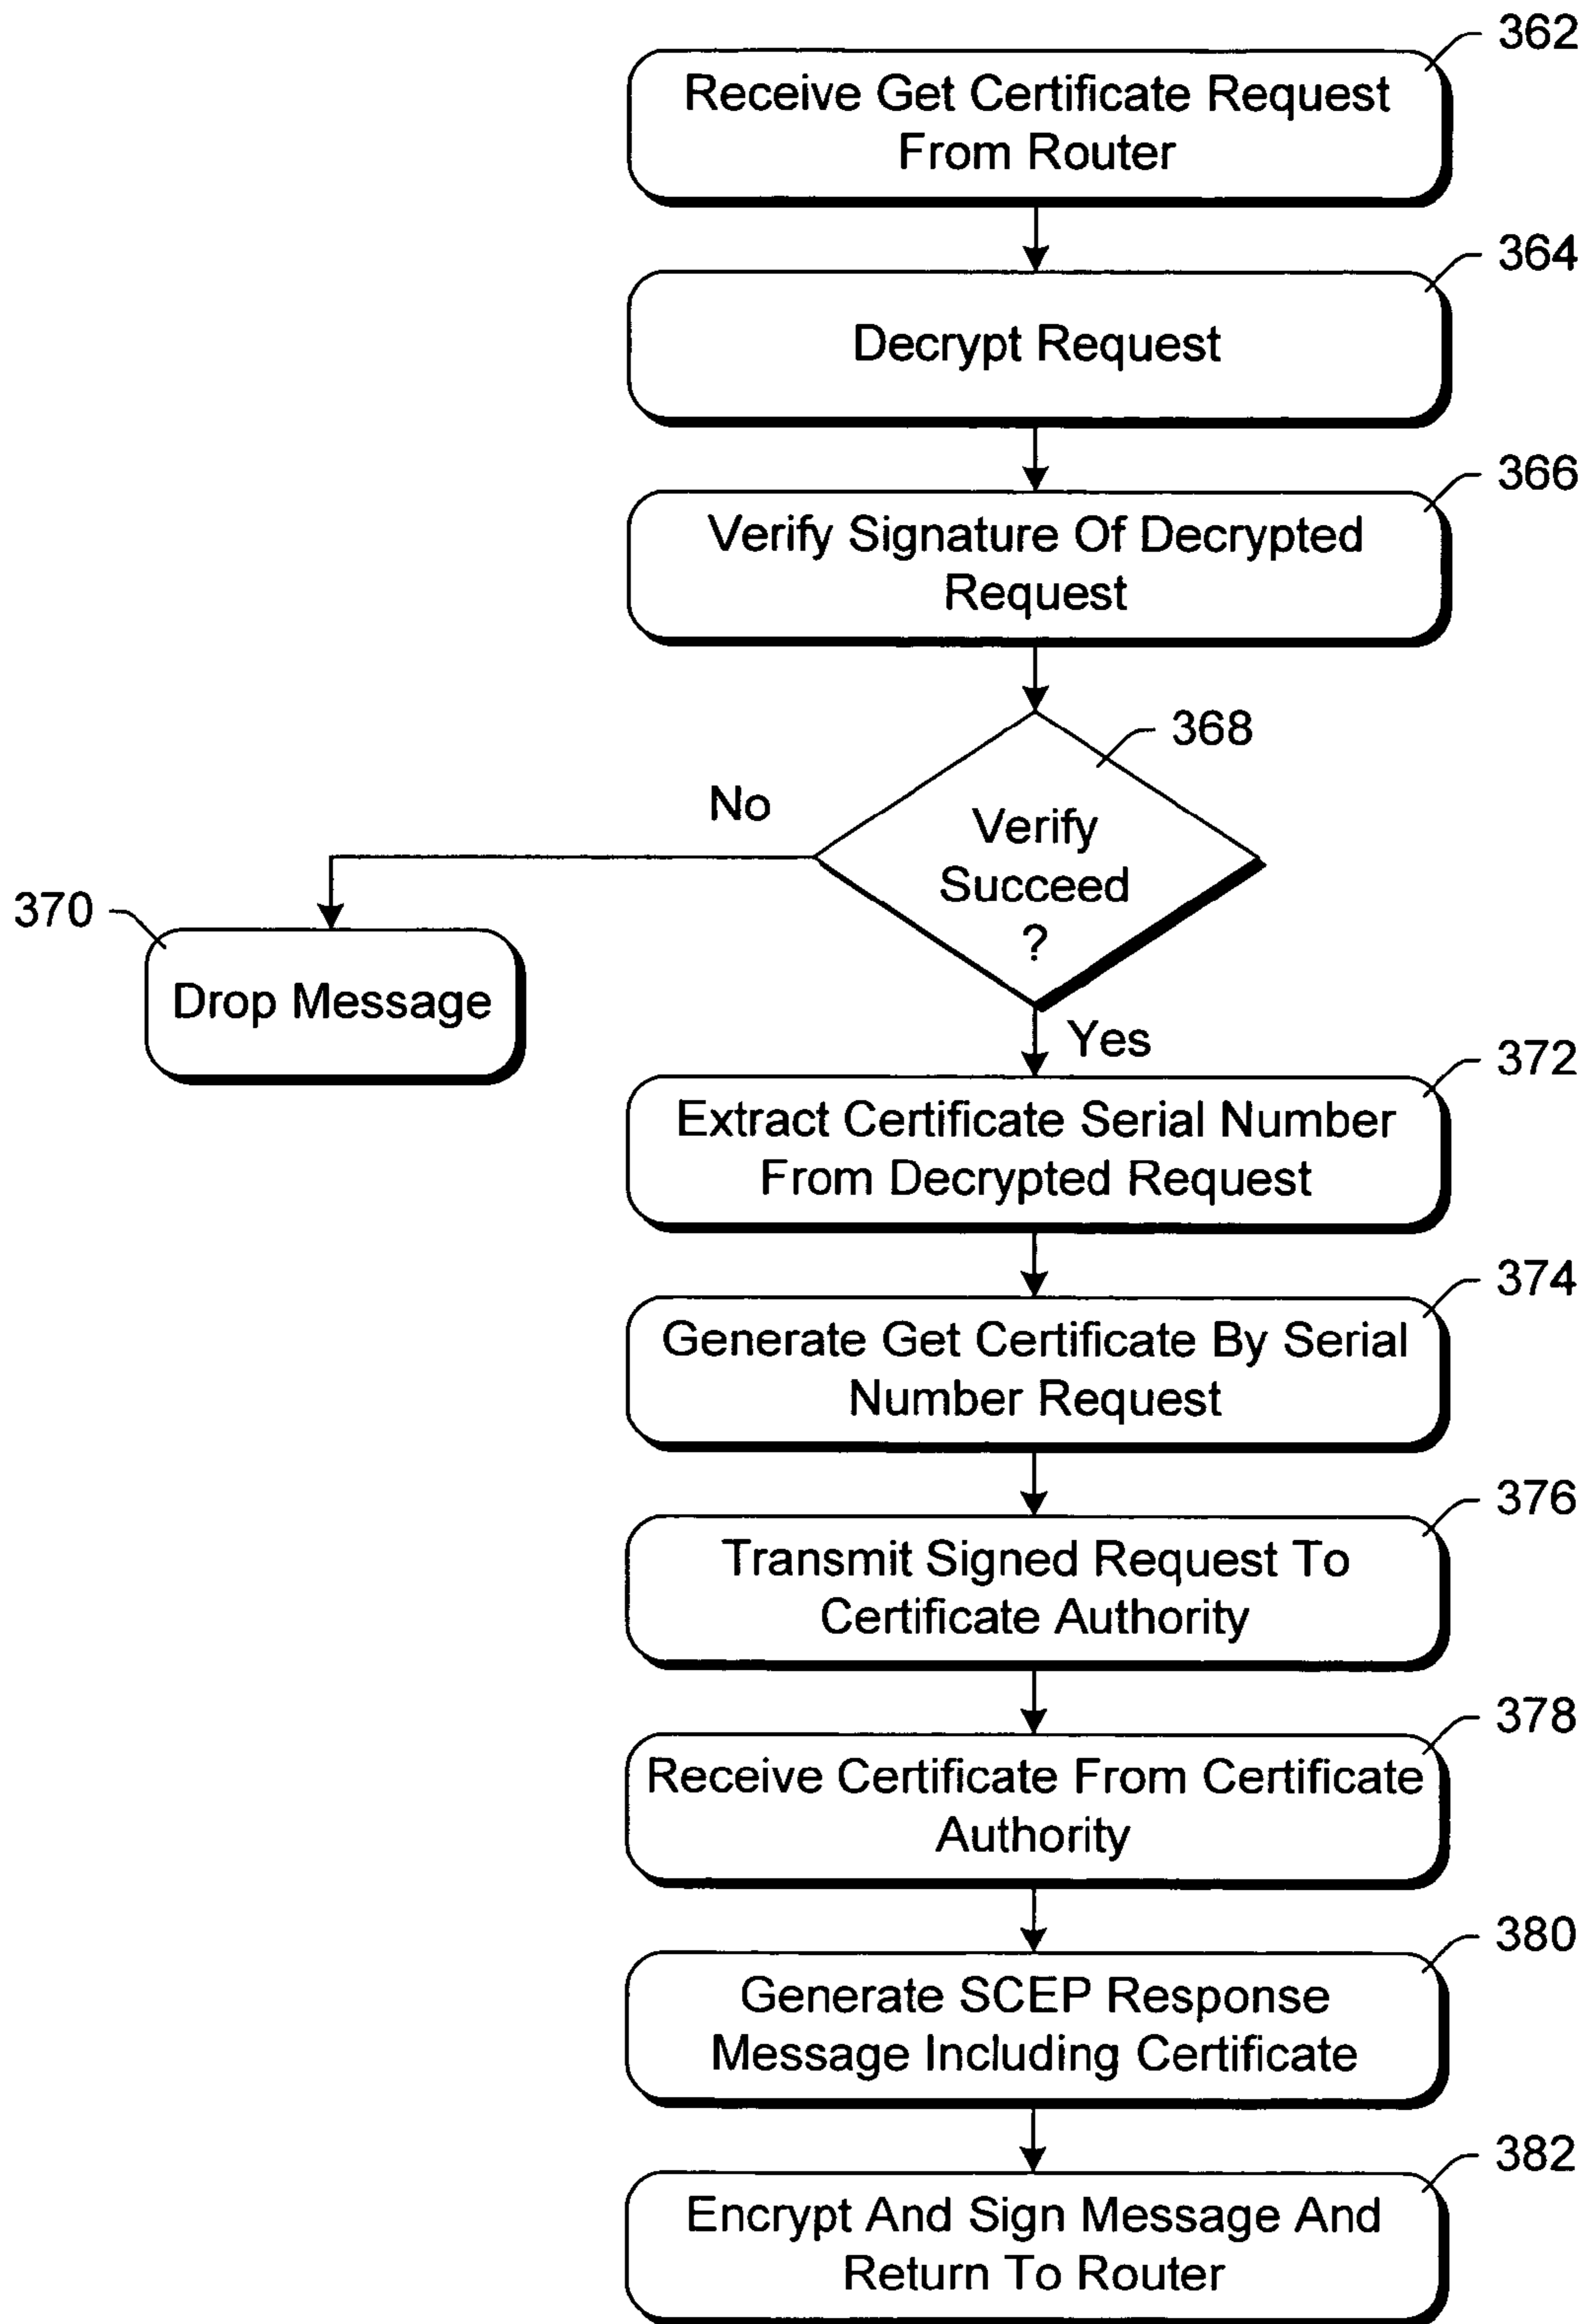 362
Receive Get Certificate Request
From Router
364
Decrypt Request
366
Verify Signature Of Decrypted
Request
368
No
Verify
Succeed
?
370
Drop Message
Yes
372
Extract Certificate Serial Number
From Decrypted Request
374
Generate Get Certificate By Serial
Number Request
376
Transmit Signed Request To
Certificate Authority
378
Receive Certificate From Certificate
Authority
380
Generate SCEP Response
Message Including Certificate
382
Encrypt And Sign Message And
Return To Router